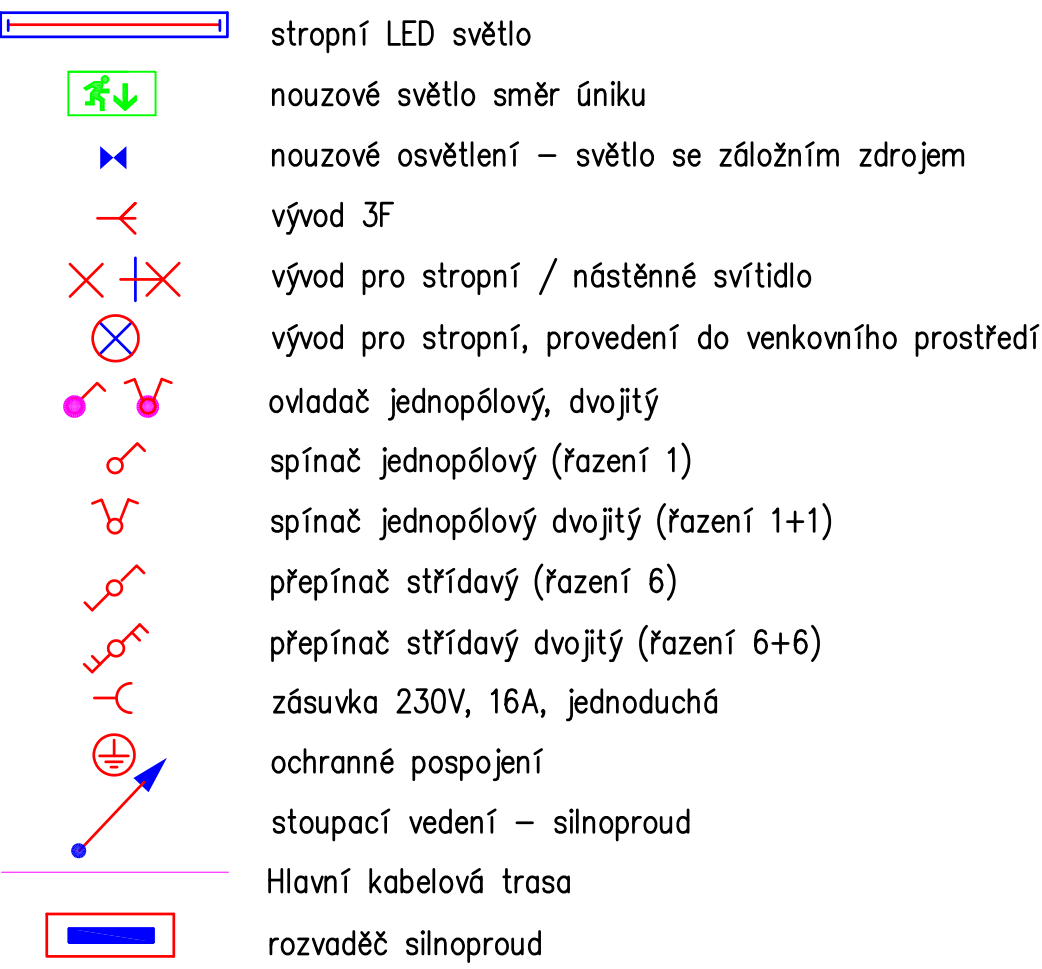 stropní LED světlo
nouzové světlo směr úniku
nouzové osvětlení – světlo se záložním zdrojem
vývod 3F
vývod pro stropní / nástěnné svítidlo
vývod pro stropní, provedení do venkovního prostředí
ovladač jednopólový, dvojitý
spínač jednopólový (řazení 1)
spínač jednopólový dvojitý (řazení 1+1)
přepínač střídavý (řazení 6)
přepínač střídavý dvojitý (řazení 6+6)
zásuvka 230V, 16A, jednoduchá
ochranné pospojení
stoupací vedení – silnoproud
Hlavní kabelová trasa
rozvaděč silnoproud